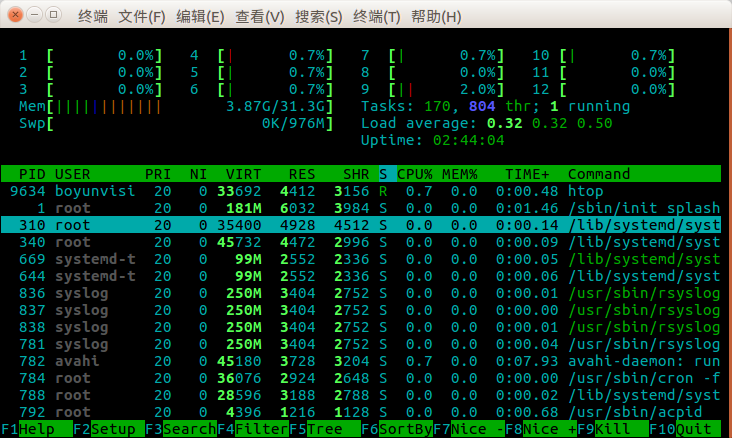 终端 文件(F) 编辑(E) 查看(V) 搜索(S) 终端(T) 帮助(H)
1 [ 0.0%] 4 [| 0.7%] 7 [| 0.7%] 10 [| 0.7%]
2 [ 0.0%] 5 [| 0.7%] 8 [ 0.0%] 11 [ 0.0%]
3 [ 0.0%] 6 [| 0.7%] 9 [|| 2.0%] 12 [ 0.0%]
Mem[|||||||||||| 3.87G/31.3G] Tasks: 170, 804 thr; 1 running
Swp[ 0K/976M] Load average: 0.32 0.32 0.50
Uptime: 02:44:04
PID USER PRI NI VIRT RES SHR S CPU% MEM% TIME+ Command
9634 boyunvisi 20 0 33692 4412 3156 R 0.7 0.0 0:00.48 htop
1 root 20 0 181M 6032 3984 S 0.0 0.0 0:01.46 /sbin/init splash
310 root 20 0 35400 4928 4512 S 0.0 0.0 0:00.14 /lib/systemd/syst
340 root 20 0 45732 4472 2996 S 0.0 0.0 0:00.09 /lib/systemd/syst
669 systemd-t 20 0 99M 2552 2336 S 0.0 0.0 0:00.05 /lib/systemd/syst
644 systemd-t 20 0 99M 2552 2336 S 0.0 0.0 0:00.06 /lib/systemd/syst
836 syslog 20 0 250M 3404 2752 S 0.0 0.0 0:00.01 /usr/sbin/rsyslog
837 syslog 20 0 250M 3404 2752 S 0.0 0.0 0:00.00 /usr/sbin/rsyslog
838 syslog 20 0 250M 3404 2752 S 0.0 0.0 0:00.01 /usr/sbin/rsyslog
781 syslog 20 0 250M 3404 2752 S 0.0 0.0 0:00.04 /usr/sbin/rsyslog
782 avahi 20 0 45180 3728 3204 S 0.7 0.0 0:07.93 avahi-daemon: run
784 root 20 0 36076 2924 2648 S 0.0 0.0 0:00.00 /usr/sbin/cron -f
788 root 20 0 28596 3188 2788 S 0.0 0.0 0:00.02 /lib/systemd/syst
792 root 20 0 4396 1216 1128 S 0.0 0.0 0:00.68 /usr/sbin/acpid
F1Help F2Setup F3SearchF4FilterF5Tree F6SortByF7Nice -F8Nice +F9Kill F10Quit